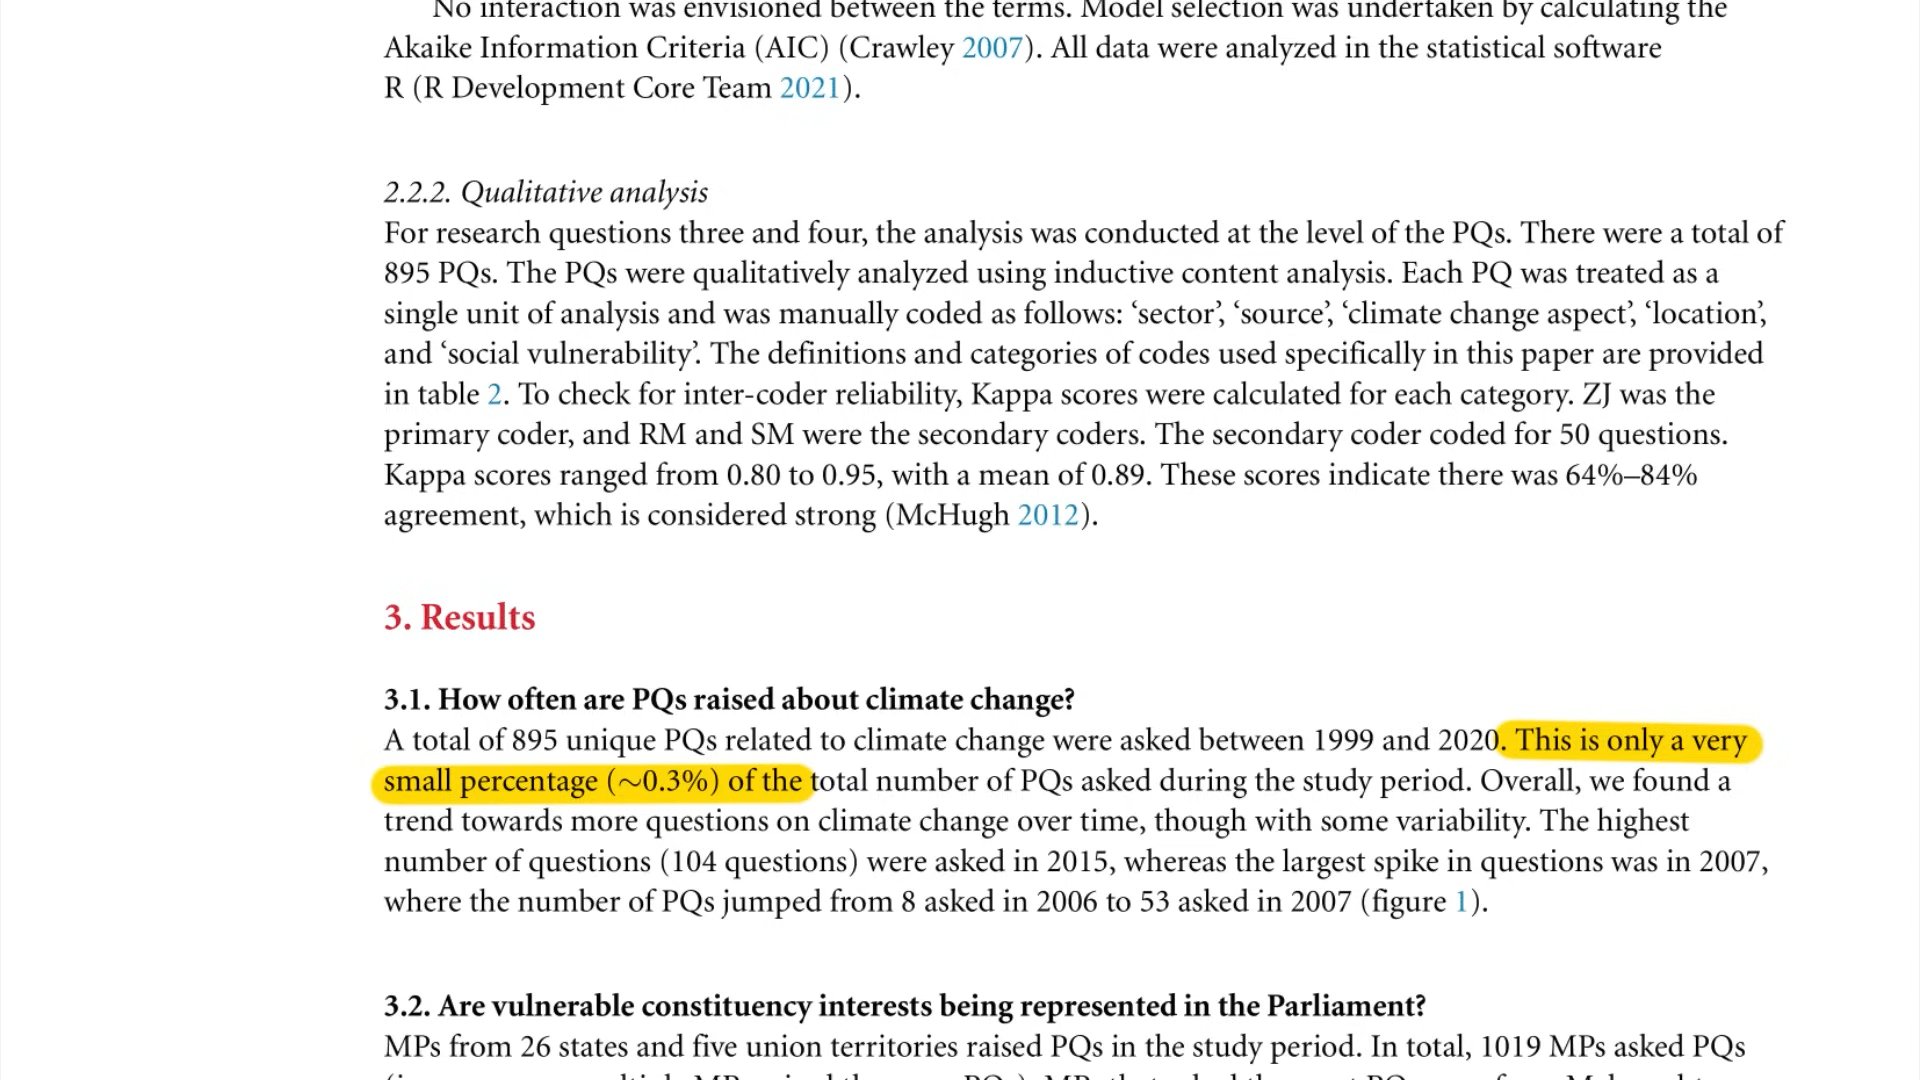 No interaction was envisioned between the terms. Model selection was undertaken by calculating the
Akaike Information Criteria (AIC) (Crawley 2007). All data were analyzed in the statistical software
R (R Development Core Team 2021).
2.2.2. Qualitative analysis
For research questions three and four, the analysis was conducted at the level of the PQs. There were a total of
895 PQs. The PQs were qualitatively analyzed using inductive content analysis. Each PQ was treated as a
single unit of analysis and was manually coded as follows: ‘sector’, ‘source’, ‘climate change aspect’, ‘location’,
and ‘social vulnerability’. The definitions and categories of codes used specifically in this paper are provided
in table 2. To check for inter-coder reliability, Kappa scores were calculated for each category. ZJ was the
primary coder, and RM and SM were the secondary coders. The secondary coder coded for 50 questions.
Kappa scores ranged from 0.80 to 0.95, with a mean of 0.89. These scores indicate there was 64%–84%
agreement, which is considered strong (McHugh 2012).
3. Results
3.1. How often are PQs raised about climate change?
A total of 895 unique PQs related to climate change were asked between 1999 and 2020. This is only a very
small percentage (∼0.3%) of the total number of PQs asked during the study period. Overall, we found a
trend towards more questions on climate change over time, though with some variability. The highest
number of questions (104 questions) were asked in 2015, whereas the largest spike in questions was in 2007,
where the number of PQs jumped from 8 asked in 2006 to 53 asked in 2007 (figure 1).
3.2. Are vulnerable constituency interests being represented in the Parliament?
MPs from 26 states and five union territories raised PQs in the study period. In total, 1019 MPs asked PQs